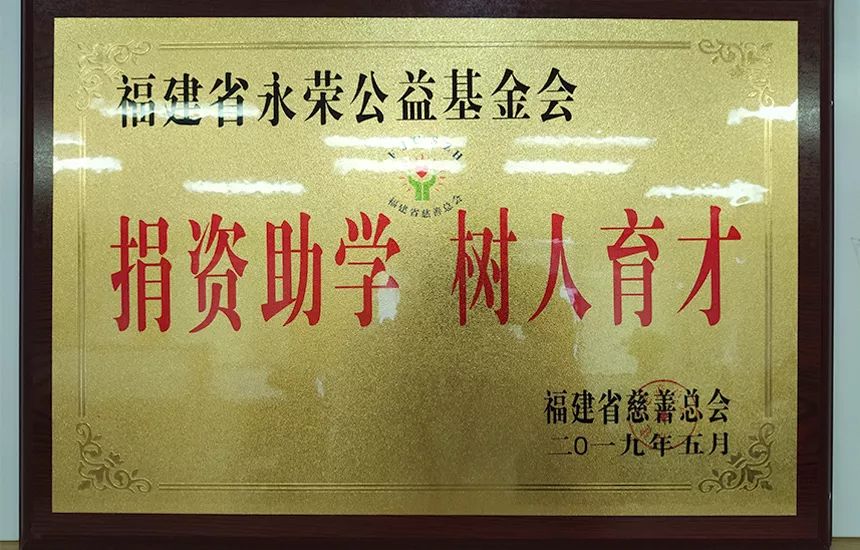 福建省永荣公益基金会
福建省慈善总会
捐资助学 树人育才
福建省慈善总会
二〇一九年五月